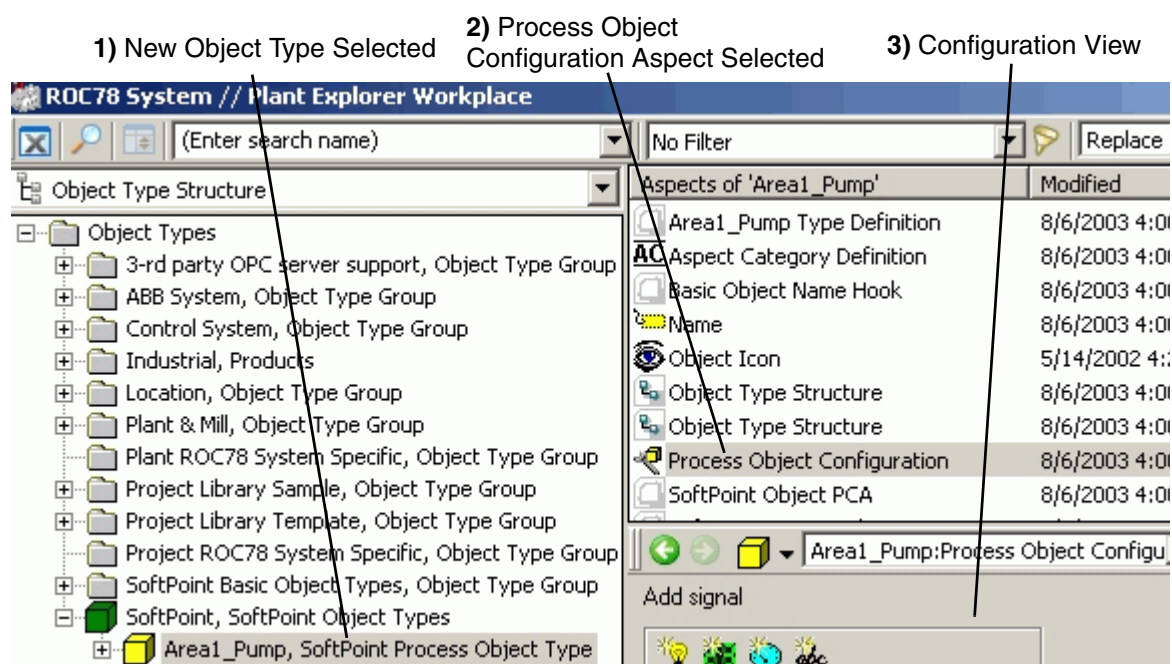 1) New Object Type Selected
2) Process Object
Configuration Aspect Selected
3) Configuration View
ROC78 System // Plant Explorer Workplace
(Enter search name)
No Filter
Replace
Object Type Structure
Aspects of 'Area1_Pump'
Modified
Object Types
3-rd party OPC server support, Object Type Group
ABB System, Object Type Group
Control System, Object Type Group
Industrial, Products
Location, Object Type Group
Plant & Mill, Object Type Group
Plant ROC78 System Specific, Object Type Group
Project Library Sample, Object Type Group
Project Library Template, Object Type Group
Project ROC78 System Specific, Object Type Group
SoftPoint Basic Object Types, Object Type Group
SoftPoint, SoftPoint Object Types
Area1_Pump, SoftPoint Process Object Type
Area1_Pump Type Definition 8/6/2003 4:00
AC Aspect Category Definition 8/6/2003 4:00
Basic Object Name Hook 8/6/2003 4:00
Name 8/6/2003 4:00
Object Icon 5/14/2002 4:2
Object Type Structure 8/6/2003 4:00
Object Type Structure 8/6/2003 4:00
Process Object Configuration 8/6/2003 4:00
SoftPoint Object PCA 8/6/2003 4:00
Area1_Pump:Process Object Configu
Add signal
abc